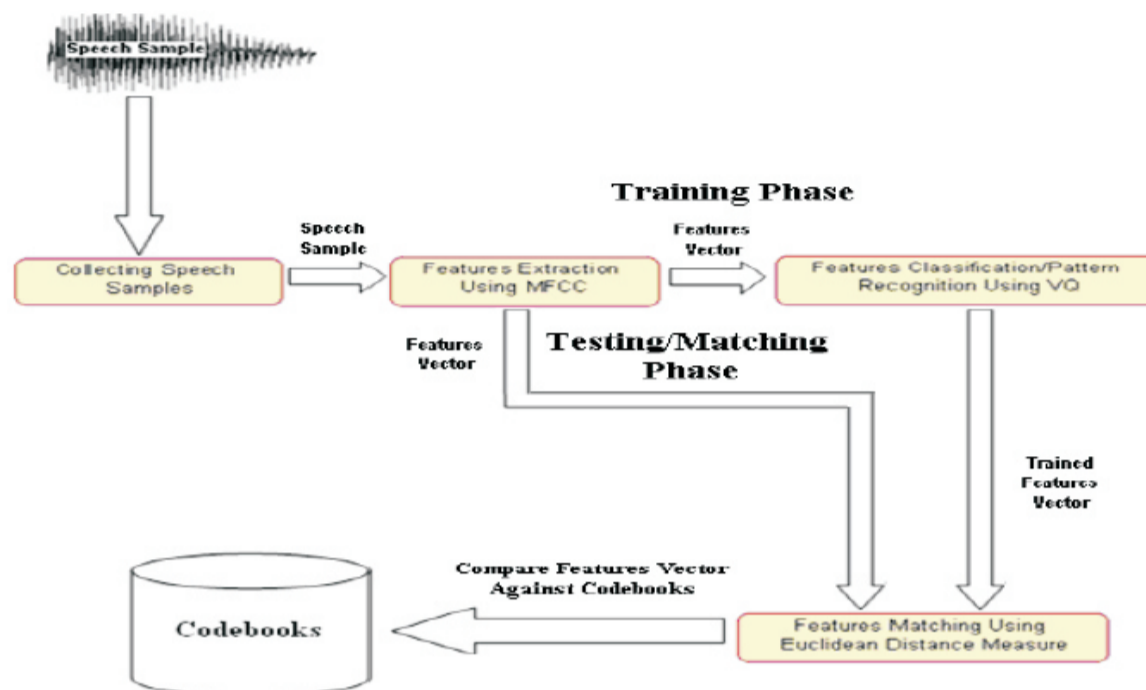 Speech Sample
Training Phase
Speech
Sample
Features
Vector
Collecting Speech
Samples
Features Extraction
Using MFCC
Features Classification/Pattern
Recognition Using VQ
Features
Vector
Testing/Matching
Phase
Trained
Features
Vector
Compare Features Vector
Against Codebooks
Codebooks
Features Matching Using
Euclidean Distance Measure